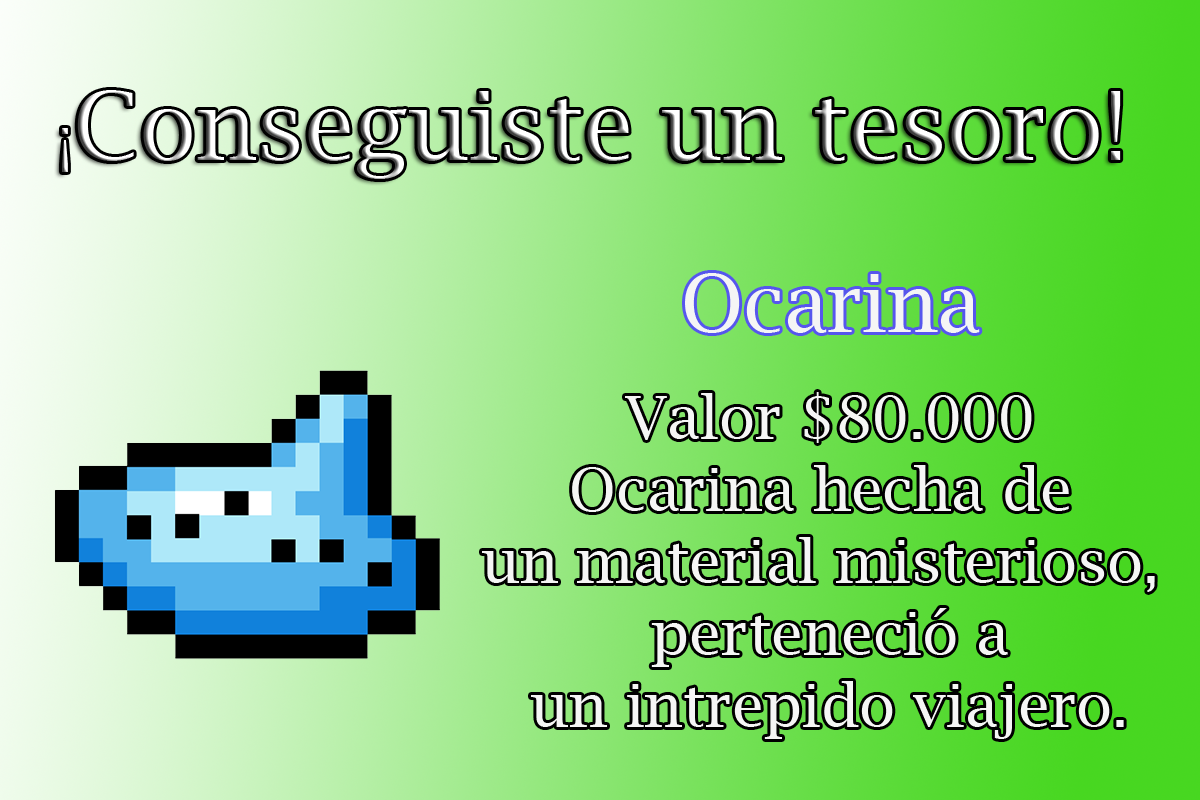 ¡Conseguiste un tesoro!
Ocarina
Valor $80.000
Ocarina hecha de
un material misterioso,
perteneció a
un intrepido viajero.